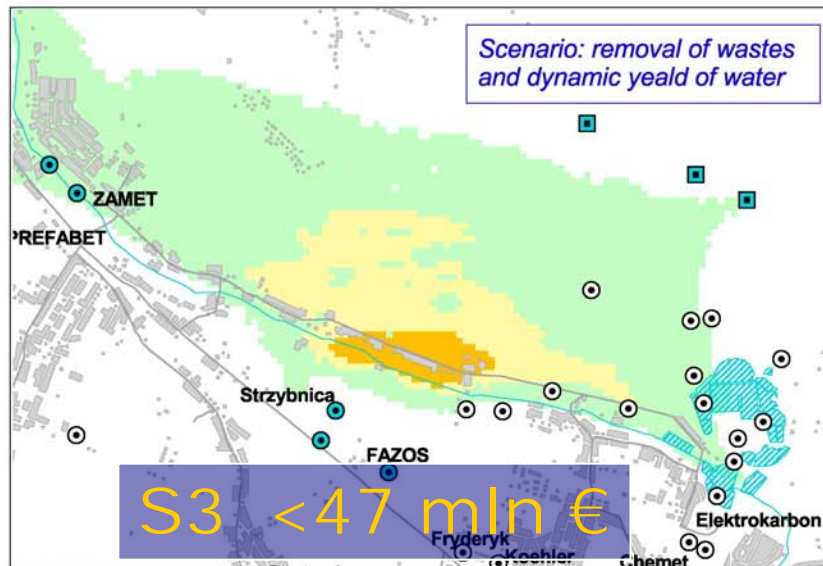 Scenario: removal of wastes
and dynamic yeald of water
ZAMET
PREFABET
Strzybnica
FAZOS
S3 <47 mln €
Elektrokarbon
Fryderyk
Koehler
Chemet